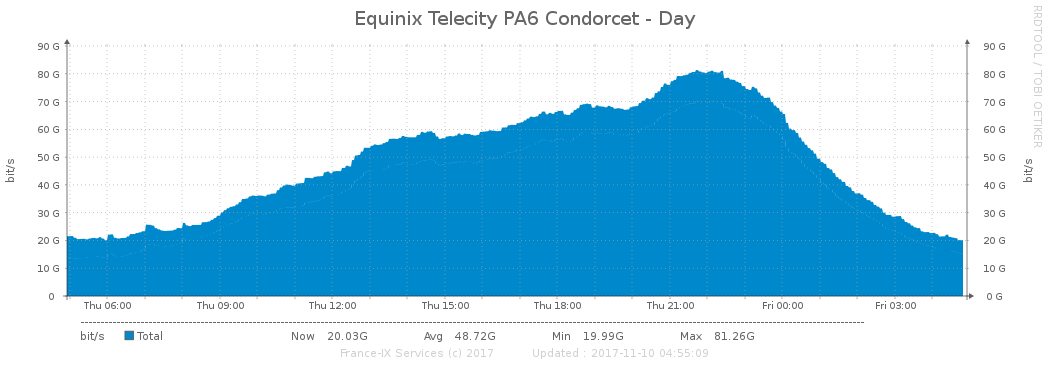 Equinix Telecity PA6 Condorcet - Day
RRDTOOL / TOBI OETIKER
90 G 90 G
80 G 80 G
70 G 70 G
60 G 60 G
50 G 50 G
40 G 40 G
30 G 30 G
20 G 20 G
10 G 10 G
0 0 G
bit/s bit/s
Thu 06:00 Thu 09:00 Thu 12:00 Thu 15:00 Thu 18:00 Thu 21:00 Fri 00:00 Fri 03:00
bit/s Total Now 20.03G Avg 48.72G Min 19.99G Max 81.26G
France-IX Services (c) 2017 Updated : 2017-11-10 04:55:09